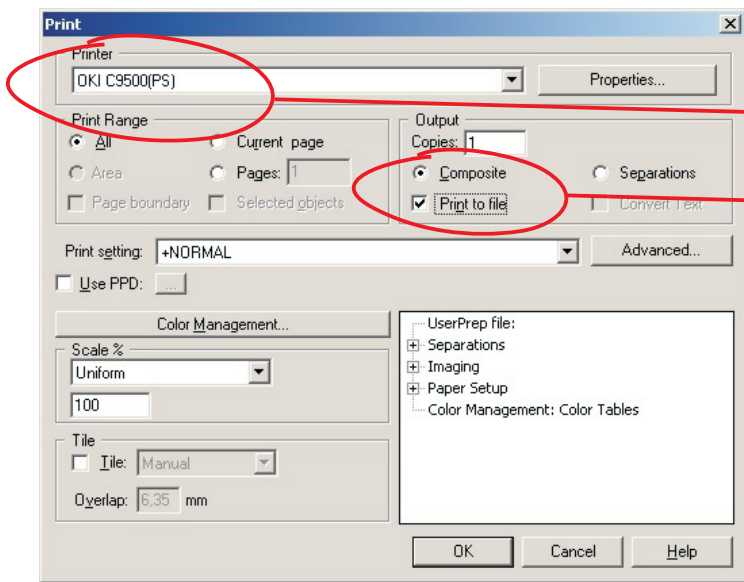 Print
Printer
OKI C9500(PS)
Properties...
Print Range
All
Current page
Area
Pages: 1
Page boundary
Selected objects
Output
Copies: 1
Composite
Separations
Print to file
Convert Text
Print setting: +NORMAL
Advanced...
Use PPD: ...
Color Management...
Scale %
Uniform
100
Tile
Tile: Manual
Overlap: 6,35 mm
UserPrep file:
Separations
Imaging
Paper Setup
Color Management: Color Tables
OK Cancel Help